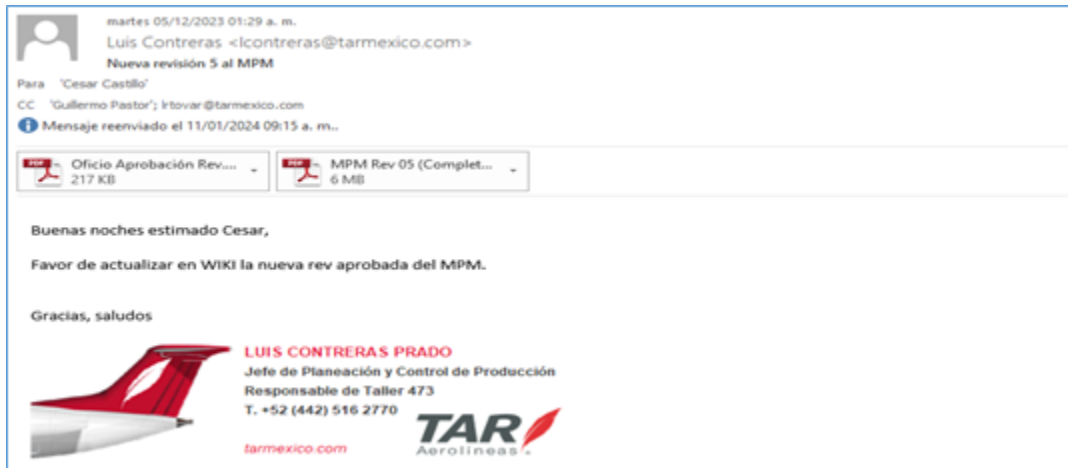 martes 05/12/2023 01:29 a. m.
Luis Contreras <lcontreras@tarmexico.com>
Nueva revisión 5 al MPM
Para 'Cesar Castillo'
CC 'Guillermo Pastor'; lrtovar@tarmexico.com
Mensaje reenviado el 11/01/2024 09:15 a. m..
PDF Oficio Aprobación Rev....
217 KB
PDF MPM Rev 05 (Complet...
6 MB
Buenas noches estimado Cesar,
Favor de actualizar en WIKI la nueva rev aprobada del MPM.
Gracias, saludos
LUIS CONTRERAS PRADO
Jefe de Planeación y Control de Producción
Responsable de Taller 473
T. +52 (442) 516 2770
tarmexico.com
TAR
Aerolíneas